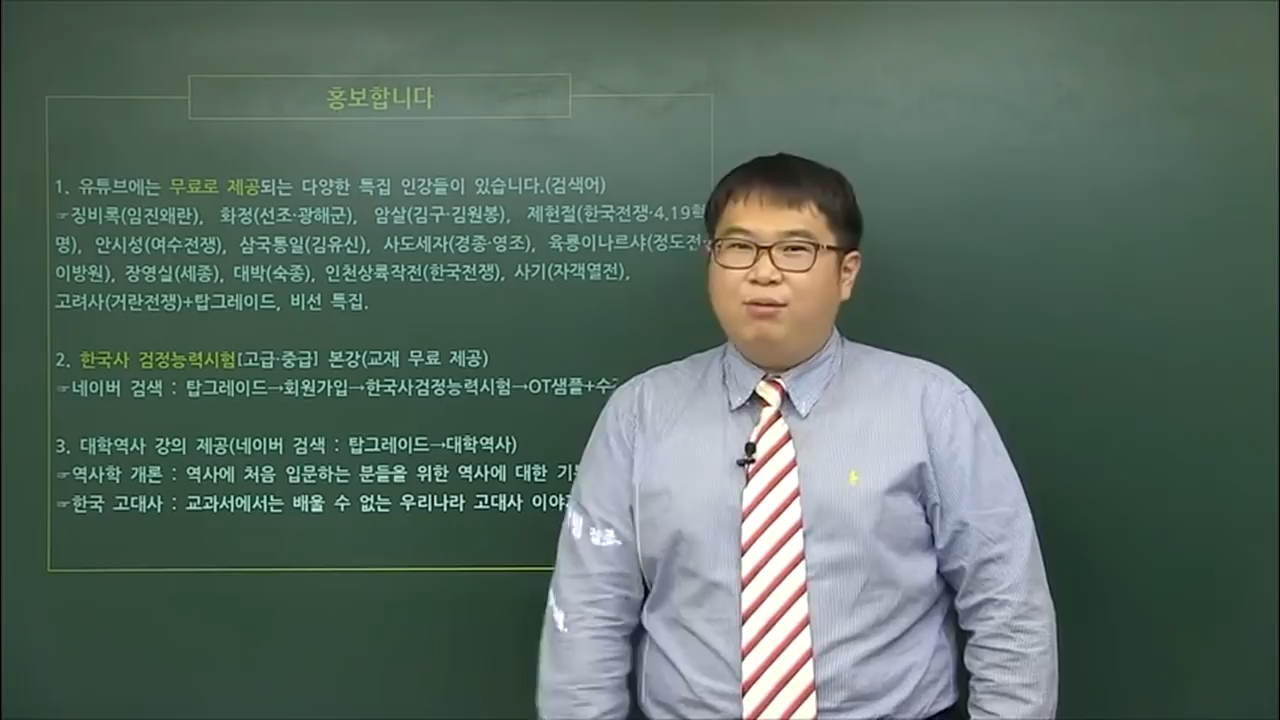 홍보합니다
1. 유튜브에는 무료로 제공되는 다양한 특집 인강들이 있습니다.(검색어)
☞징비록(임진왜란), 화정(선조·광해군), 암살(김구·김원봉), 제헌절(한국전쟁·4.19혁
명), 안시성(여수전쟁), 삼국통일(김유신), 사도세자(경종·영조), 육룡이나르샤(정도전·
이방원), 장영실(세종), 대박(숙종), 인천상륙작전(한국전쟁), 사기(자객열전),
고려사(거란전쟁)+탑그레이드, 비선 특집.
2. 한국사 검정능력시험[고급·중급] 본강(교재 무료 제공)
☞네이버 검색 : 탑그레이드→회원가입→한국사검정능력시험→OT샘플+수
3. 대학역사 강의 제공(네이버 검색 : 탑그레이드→대학역사)
☞역사학 개론 : 역사에 처음 입문하는 분들을 위한 역사에 대한
☞한국 고대사 : 교과서에서는 배울 수 없는 우리나라 고대사